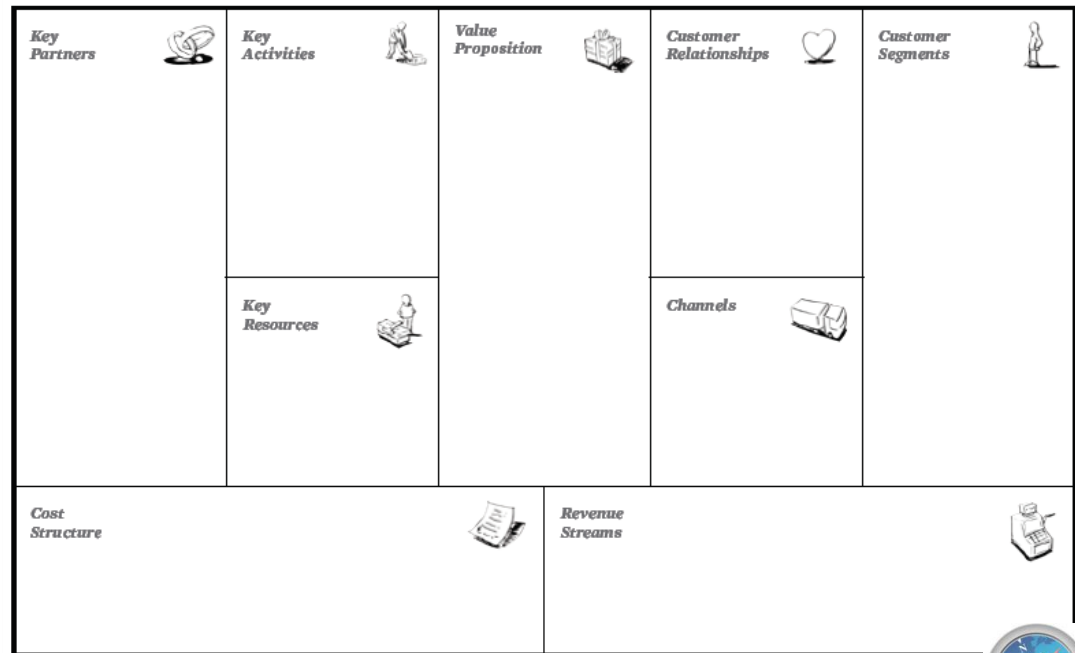 Key
Partners
Key
Activities
Value
Proposition
Customer
Relationships
Customer
Segments
Key
Resources
Channels
Cost
Structure
Revenue
Streams